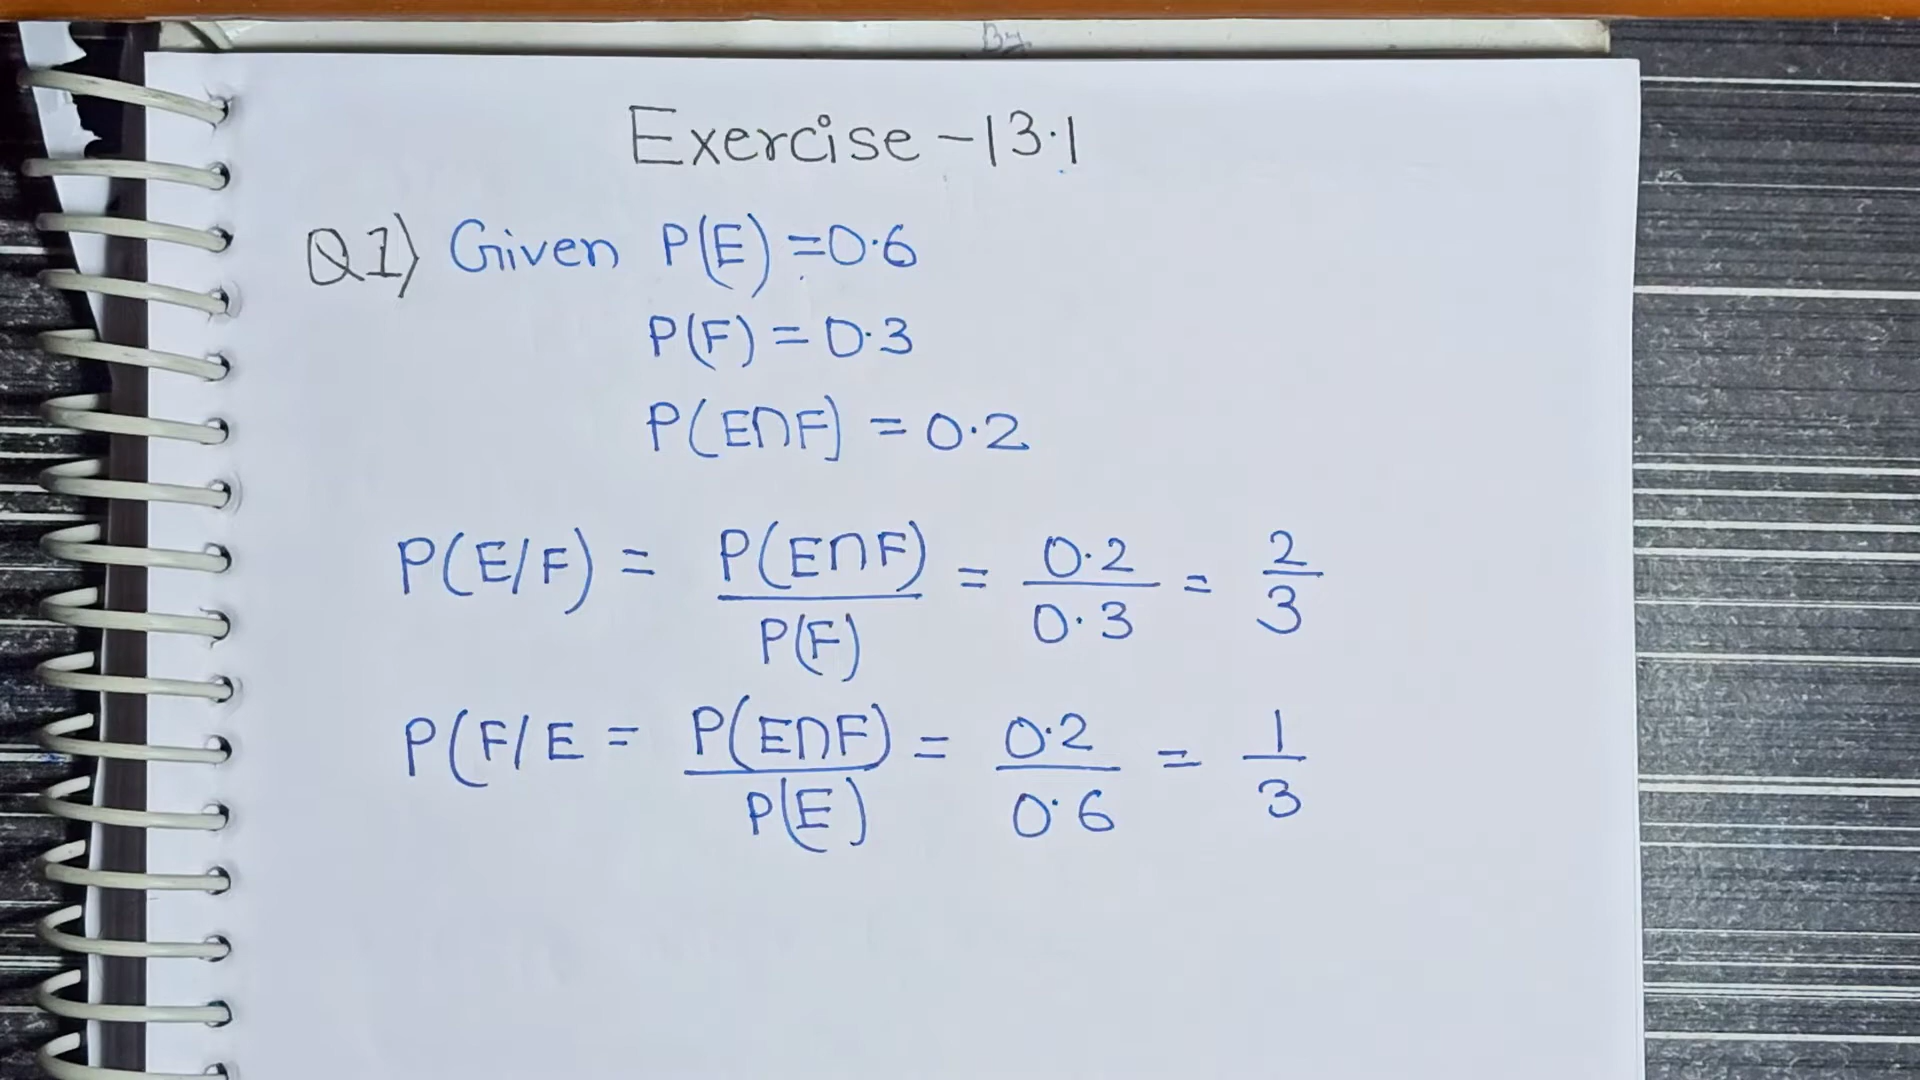 By.
Exercise - 13.1
Q1) Given P(E) = 0.6
P(F) = 0.3
P(E∩F) = 0.2
P(E/F) = P(E∩F)/P(F) = 0.2/0.3 = 2/3
P(F/E = P(E∩F)/P(E) = 0.2/0.6 = 1/3